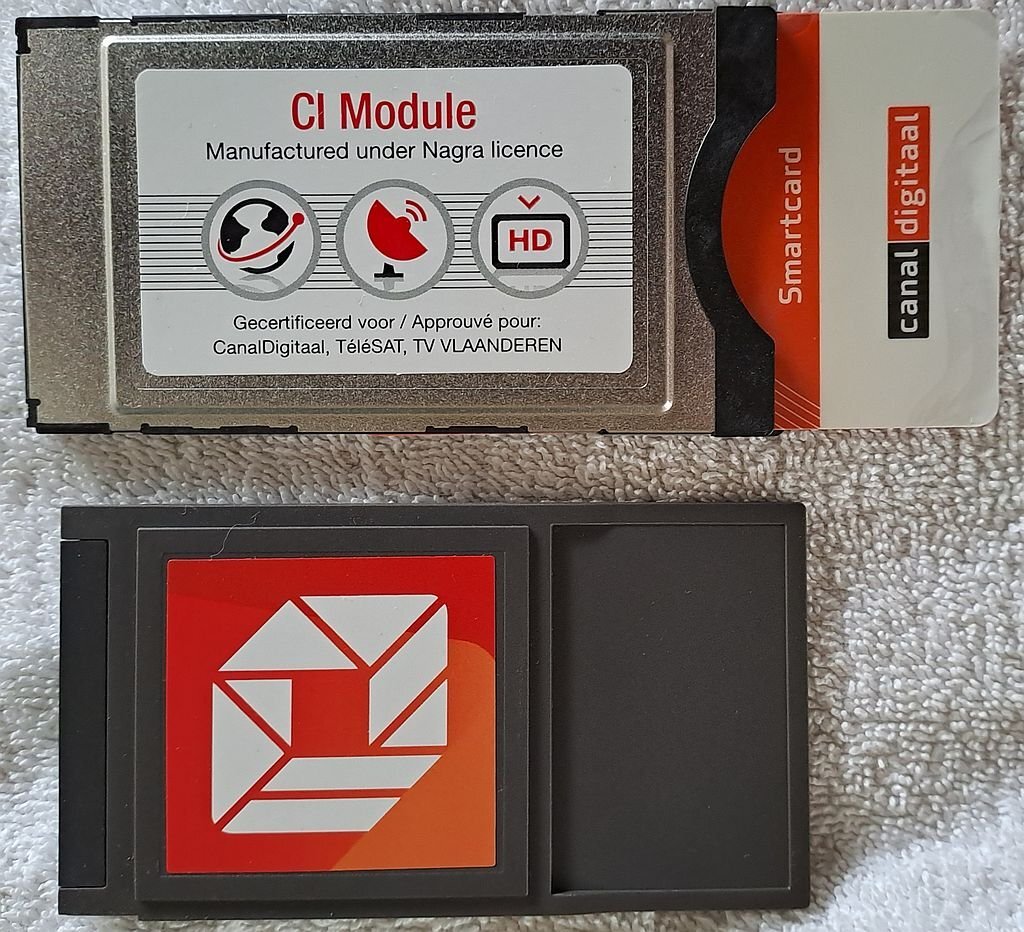 CI Module
Manufactured under Nagra licence
HD
Gecertificeerd voor / Approuvé pour:
CanalDigitaal, TéléSAT, TV VLAANDEREN
Smartcard
canal digitaal